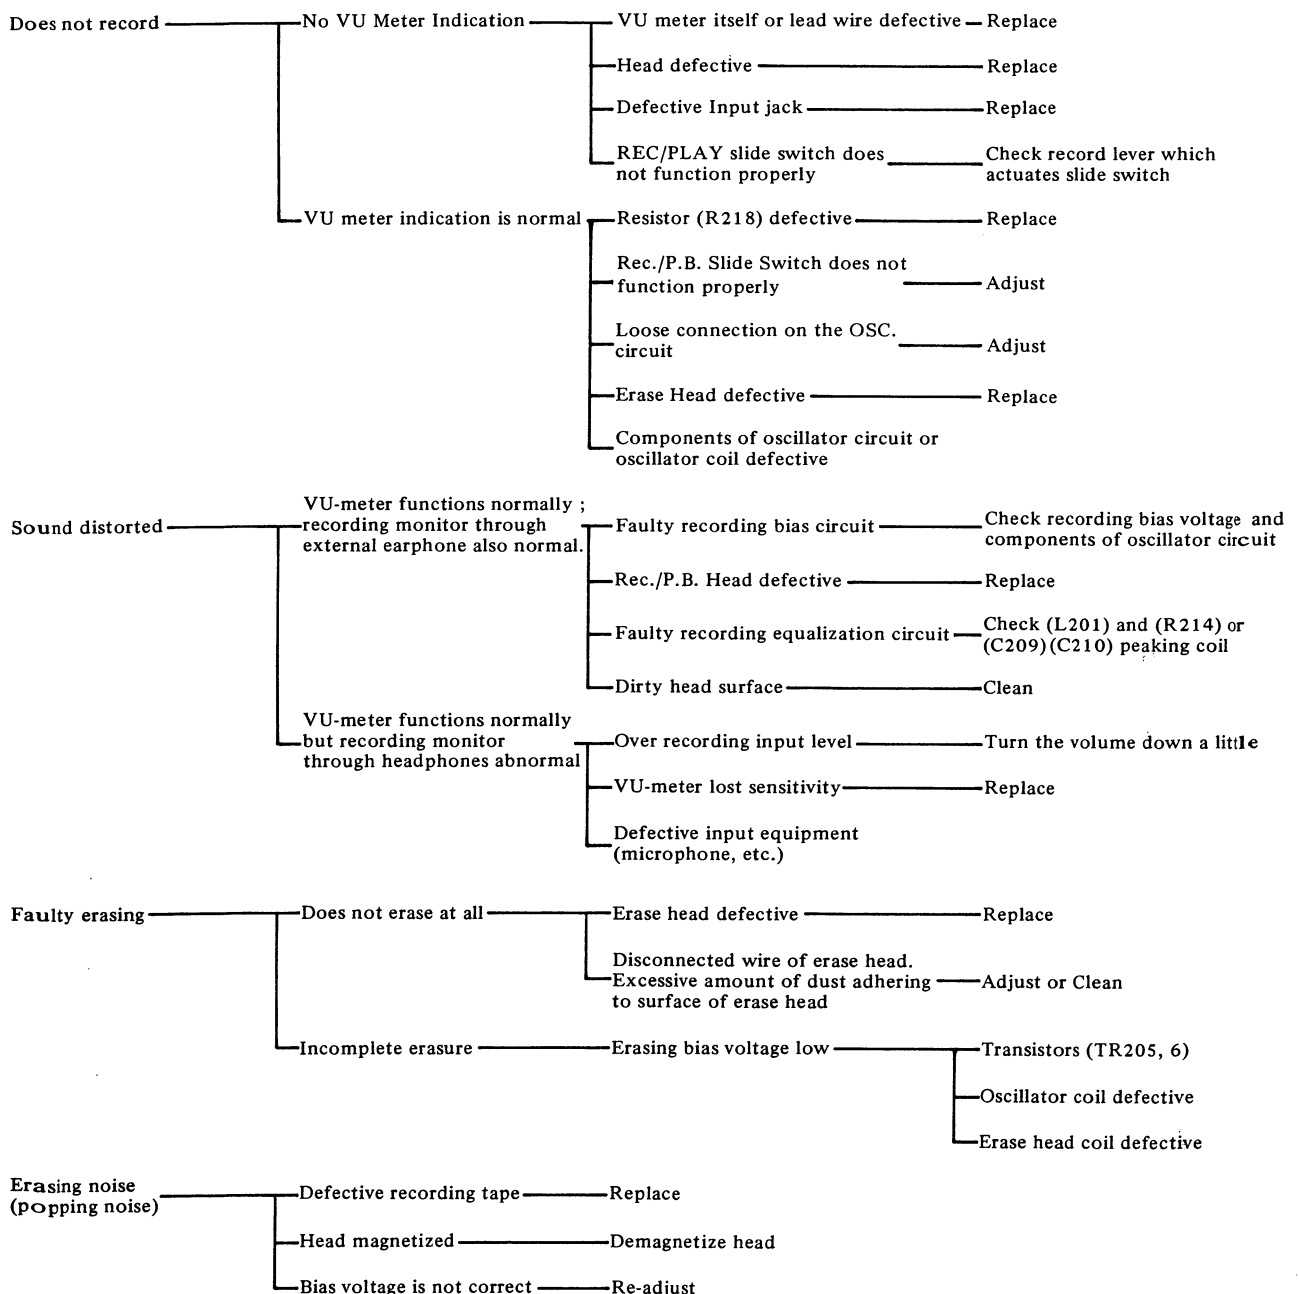 Does not record
No VU Meter Indication
VU meter itself or lead wire defective
Replace
Head defective
Replace
Defective Input jack
Replace
REC/PLAY slide switch does
not function properly
Check record lever which
actuates slide switch
VU meter indication is normal
Resistor (R218) defective
Replace
Rec./P.B. Slide Switch does not
function properly
Adjust
Loose connection on the OSC.
circuit
Adjust
Erase Head defective
Replace
Components of oscillator circuit or
oscillator coil defective
Sound distorted
VU-meter functions normally ;
recording monitor through
external earphone also normal.
Faulty recording bias circuit
Check recording bias voltage and
components of oscillator circuit
Rec./P.B. Head defective
Replace
Faulty recording equalization circuit
Check (L201) and (R214) or
(C209)(C210) peaking coil
Dirty head surface
Clean
VU-meter functions normally
but recording monitor
through headphones abnormal
Over recording input level
Turn the volume down a little
VU-meter lost sensitivity
Replace
Defective input equipment
(microphone, etc.)
Faulty erasing
Does not erase at all
Erase head defective
Replace
Disconnected wire of erase head.
Excessive amount of dust adhering
to surface of erase head
Adjust or Clean
Incomplete erasure
Erasing bias voltage low
Transistors (TR205, 6)
Oscillator coil defective
Erase head coil defective
Erasing noise
(popping noise)
Defective recording tape
Replace
Head magnetized
Demagnetize head
Bias voltage is not correct
Re-adjust